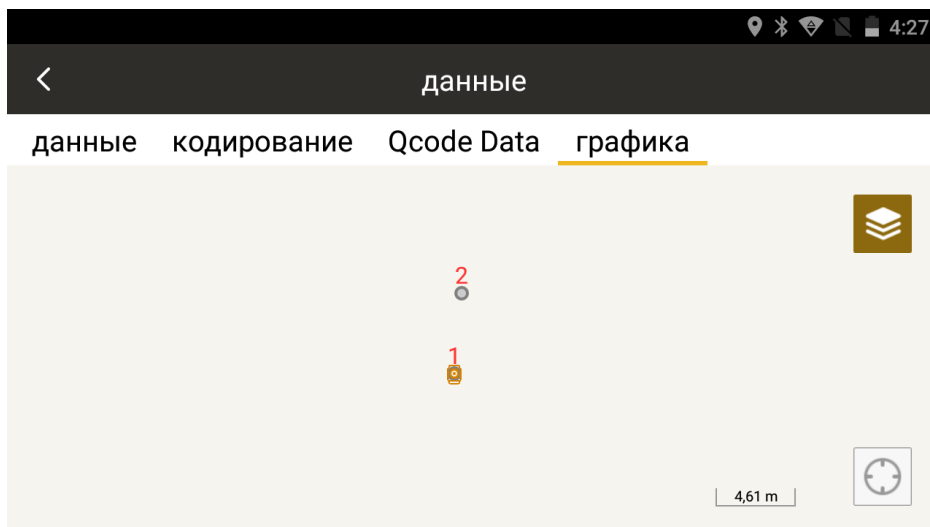 4:27
данные
данные кодирование Qcode Data графика
2
1
4,61 m